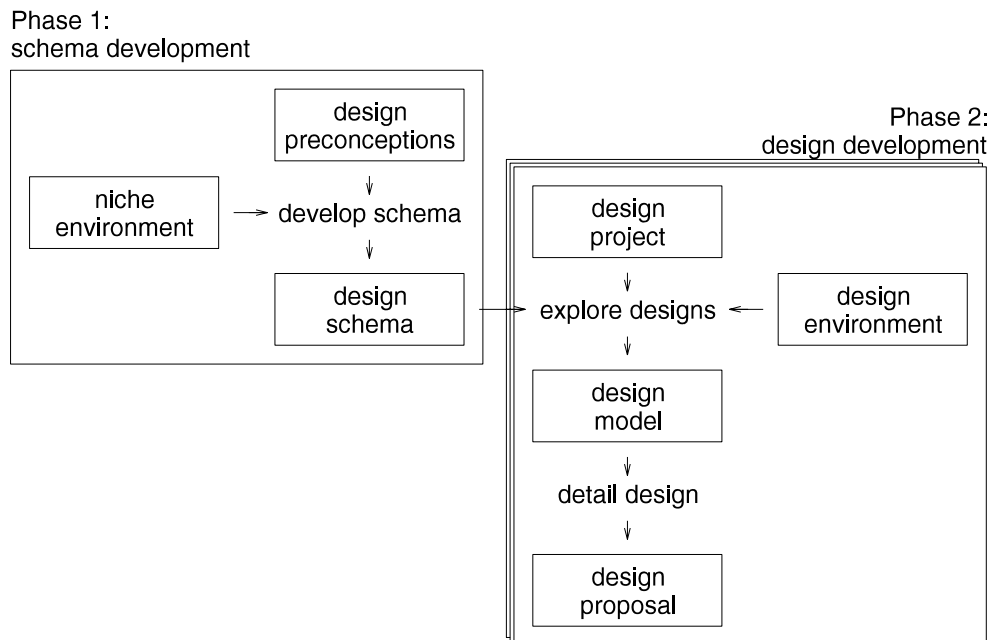 Phase 1:
schema development
design
preconceptions
niche
environment
develop schema
design
schema
Phase 2:
design development
design
project
explore designs
design
environment
design
model
detail design
design
proposal